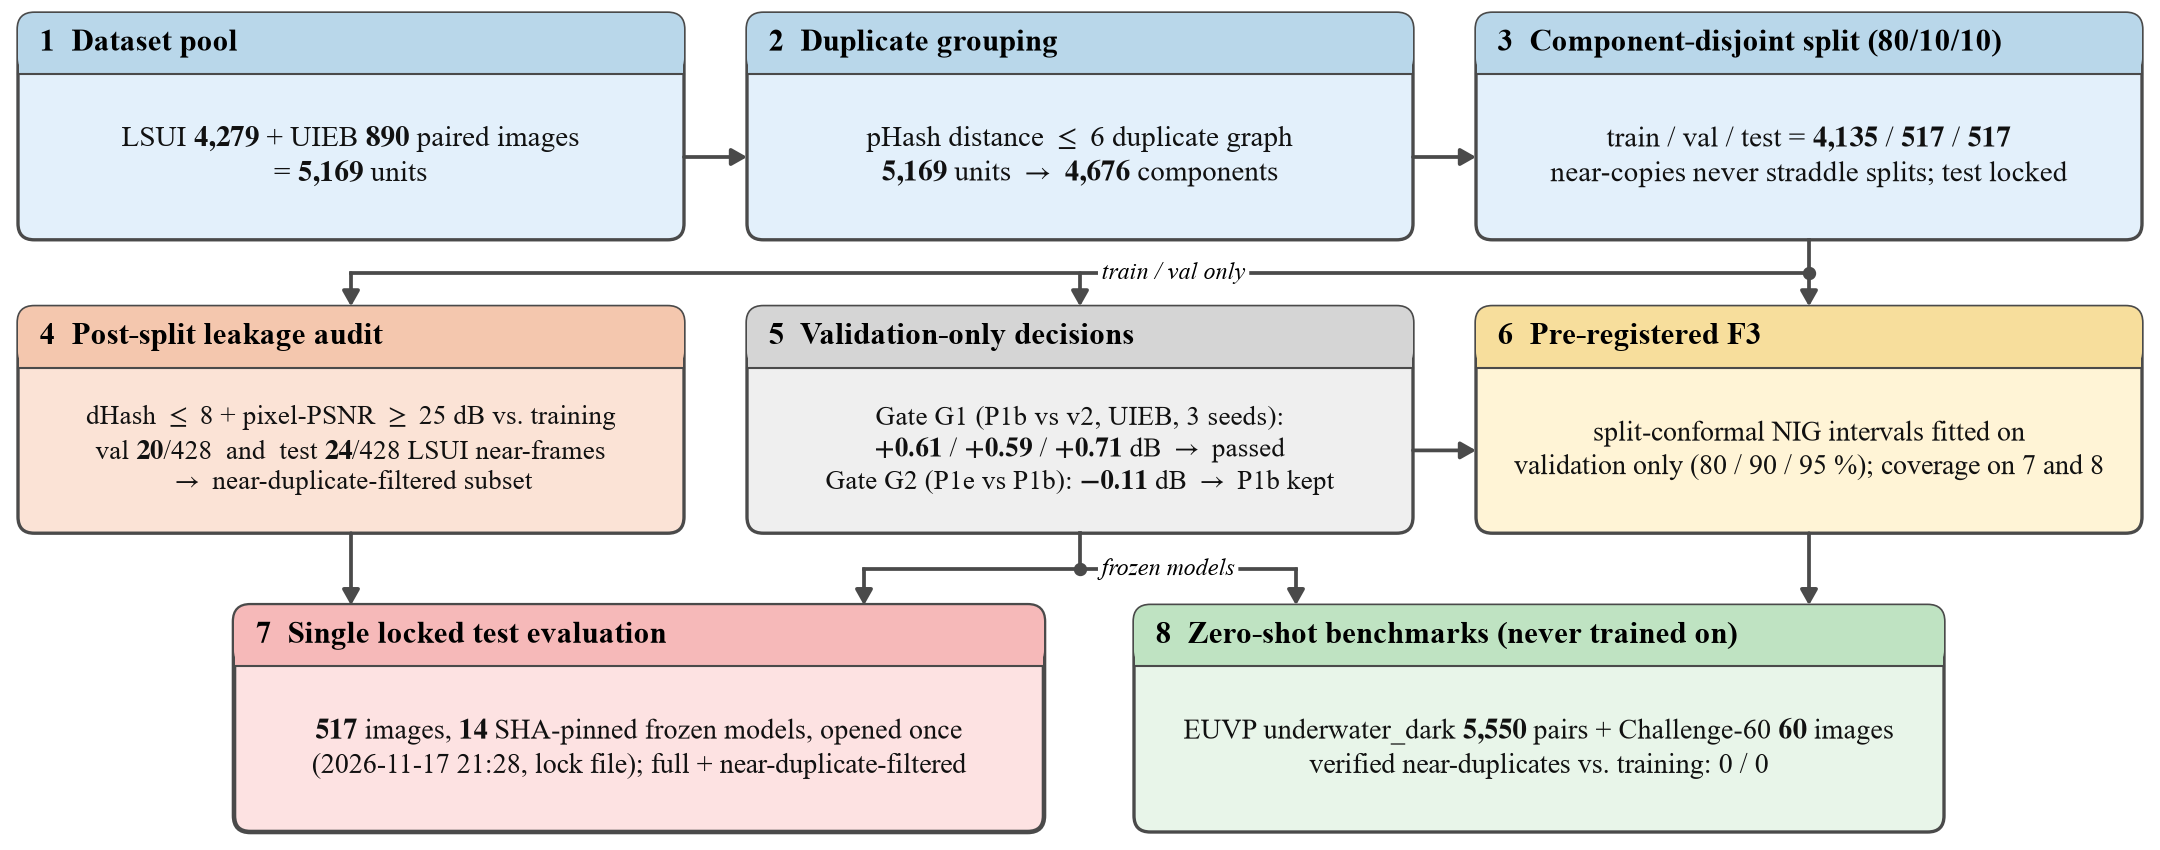 1 Dataset pool
LSUI 4,279 + UIEB 890 paired images
= 5,169 units
2 Duplicate grouping
pHash distance ≤ 6 duplicate graph
5,169 units → 4,676 components
3 Component-disjoint split (80/10/10)
train / val / test = 4,135 / 517 / 517
near-copies never straddle splits; test locked
train / val only
4 Post-split leakage audit
dHash ≤ 8 + pixel-PSNR ≥ 25 dB vs. training
val 20/428 and test 24/428 LSUI near-frames
→ near-duplicate-filtered subset
5 Validation-only decisions
Gate G1 (P1b vs v2, UIEB, 3 seeds):
+0.61 / +0.59 / +0.71 dB → passed
Gate G2 (P1e vs P1b): −0.11 dB → P1b kept
6 Pre-registered F3
split-conformal NIG intervals fitted on
validation only (80 / 90 / 95 %); coverage on 7 and 8
frozen models
7 Single locked test evaluation
517 images, 14 SHA-pinned frozen models, opened once
(2026-11-17 21:28, lock file); full + near-duplicate-filtered
8 Zero-shot benchmarks (never trained on)
EUVP underwater_dark 5,550 pairs + Challenge-60 60 images
verified near-duplicates vs. training: 0 / 0